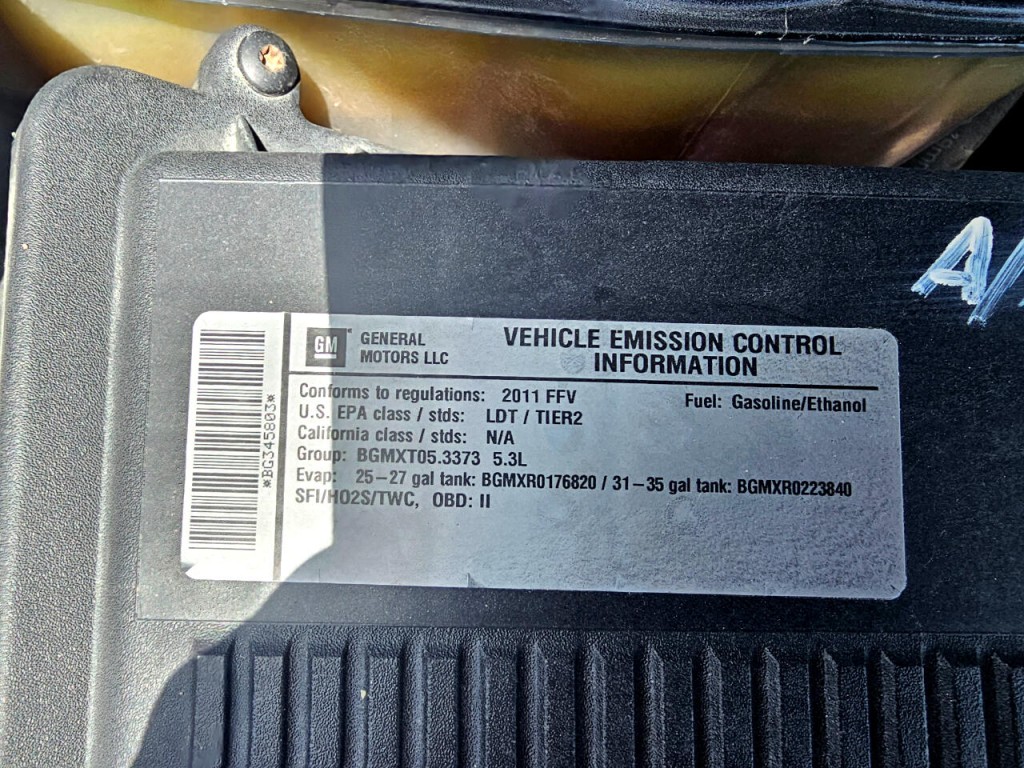 A/
GM GENERAL MOTORS LLC
VEHICLE EMISSION CONTROL
INFORMATION
Conforms to regulations: 2011 FFV
Fuel: Gasoline/Ethanol
U.S. EPA class / stds: LDT / TIER2
California class / stds: N/A
Group: BGMXT05.3373 5.3L
Evap: 25-27 gal tank: BGMXR0176820 / 31-35 gal tank: BGMXR0223840
SFI/HO2S/TWC, OBD: II
*BG345803*